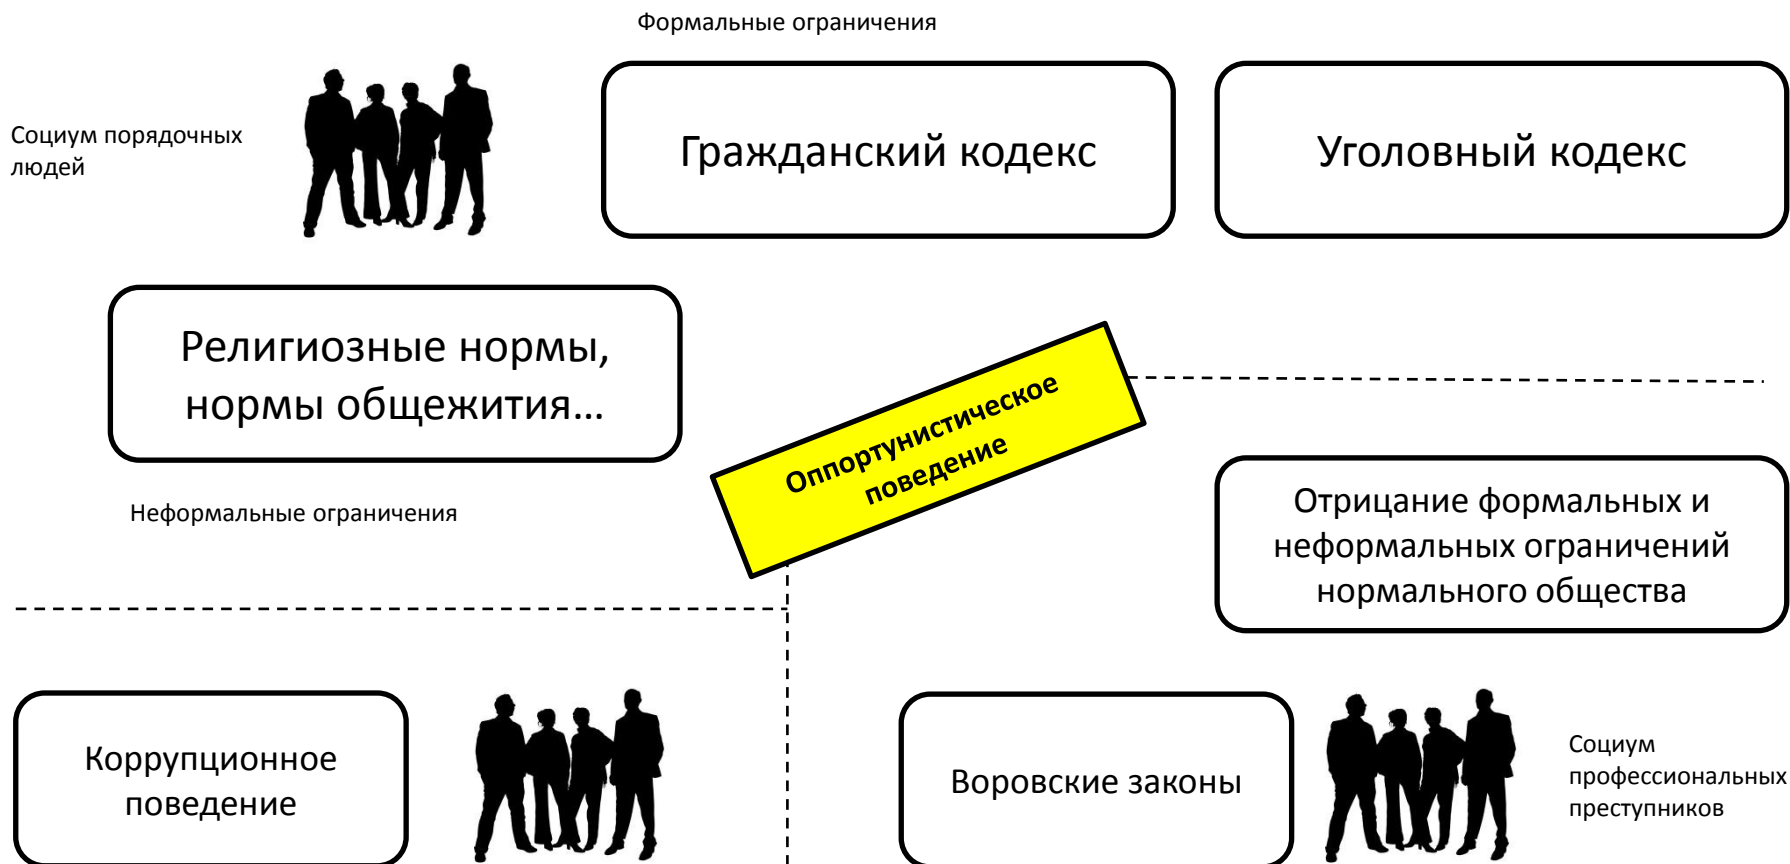 Формальные ограничения
Социум порядочных
людей
Гражданский кодекс
Уголовный кодекс
Религиозные нормы,
нормы общежития...
Оппортунистическое
поведение
Неформальные ограничения
Отрицание формальных и
неформальных ограничений
нормального общества
Коррупционное
поведение
Воровские законы
Социум
профессиональных
преступников